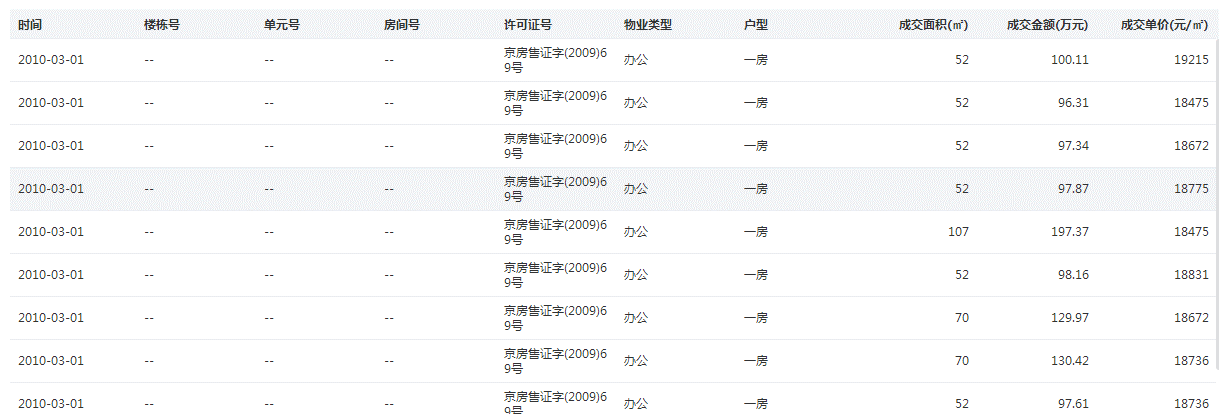 时间 楼栋号 单元号 房间号 许可证号 物业类型 户型 成交面积(㎡) 成交金额(万元) 成交单价(元/㎡)
2010-03-01 -- -- -- 京房售证字(2009)6 办公 一房 52 100.11 19215
9号
2010-03-01 -- -- -- 京房售证字(2009)6 办公 一房 52 96.31 18475
9号
2010-03-01 -- -- -- 京房售证字(2009)6 办公 一房 52 97.34 18672
9号
2010-03-01 -- -- -- 京房售证字(2009)6 办公 一房 52 97.87 18775
9号
2010-03-01 -- -- -- 京房售证字(2009)6 办公 一房 107 197.37 18475
9号
2010-03-01 -- -- -- 京房售证字(2009)6 办公 一房 52 98.16 18831
9号
2010-03-01 -- -- -- 京房售证字(2009)6 办公 一房 70 129.97 18672
9号
2010-03-01 -- -- -- 京房售证字(2009)6 办公 一房 70 130.42 18736
9号
2010-03-01 -- -- -- 京房售证字(2009)6 办公 一房 52 97.61 18736
9号